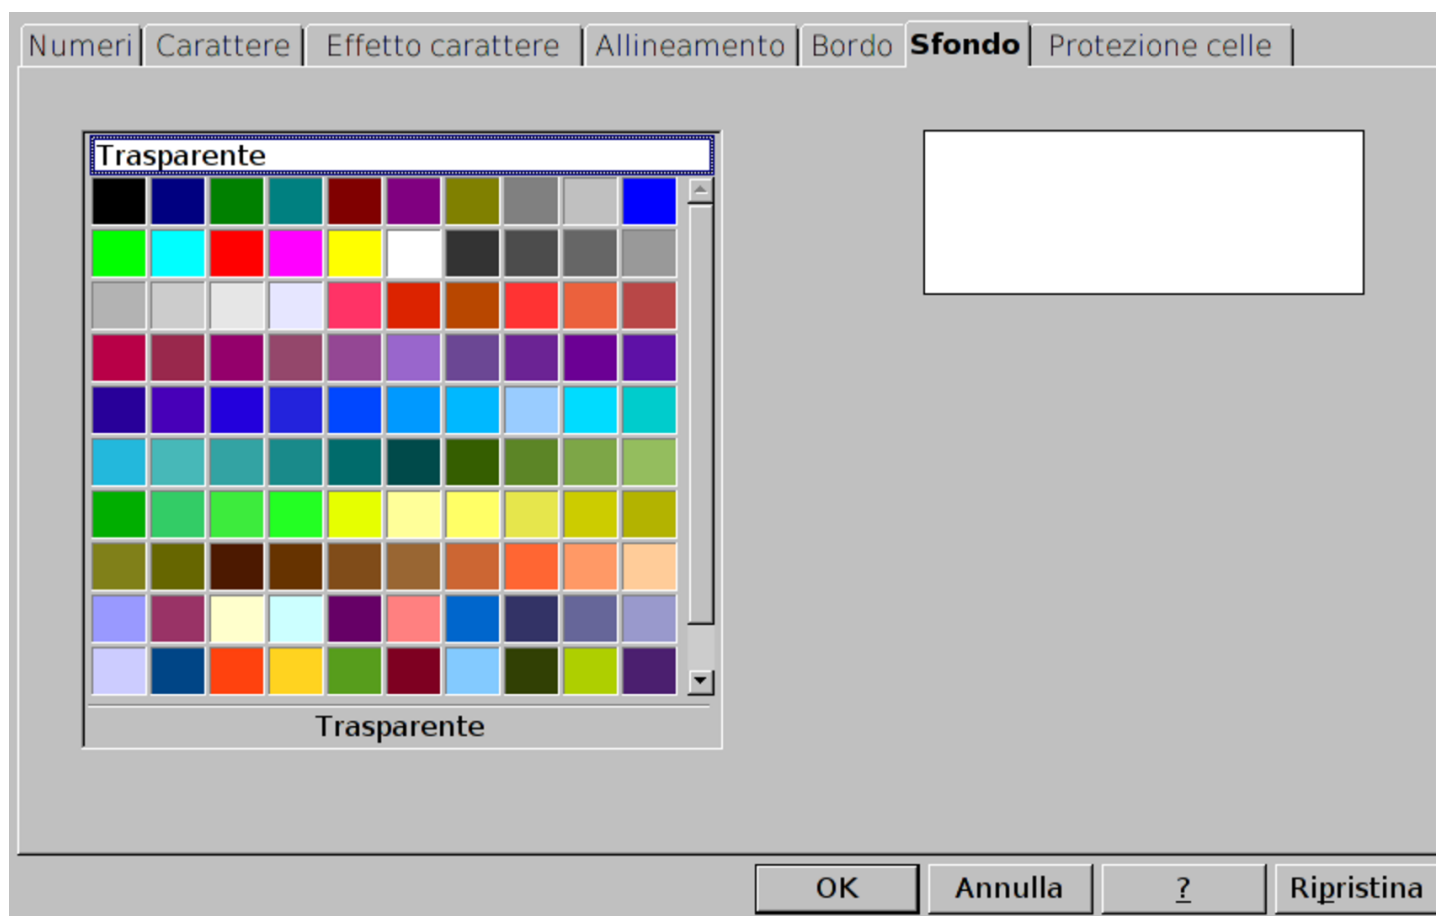 Numeri Carattere Effetto carattere Allineamento Bordo Sfondo Protezione celle
Trasparente
Trasparente
OK Annulla ? Ripristina